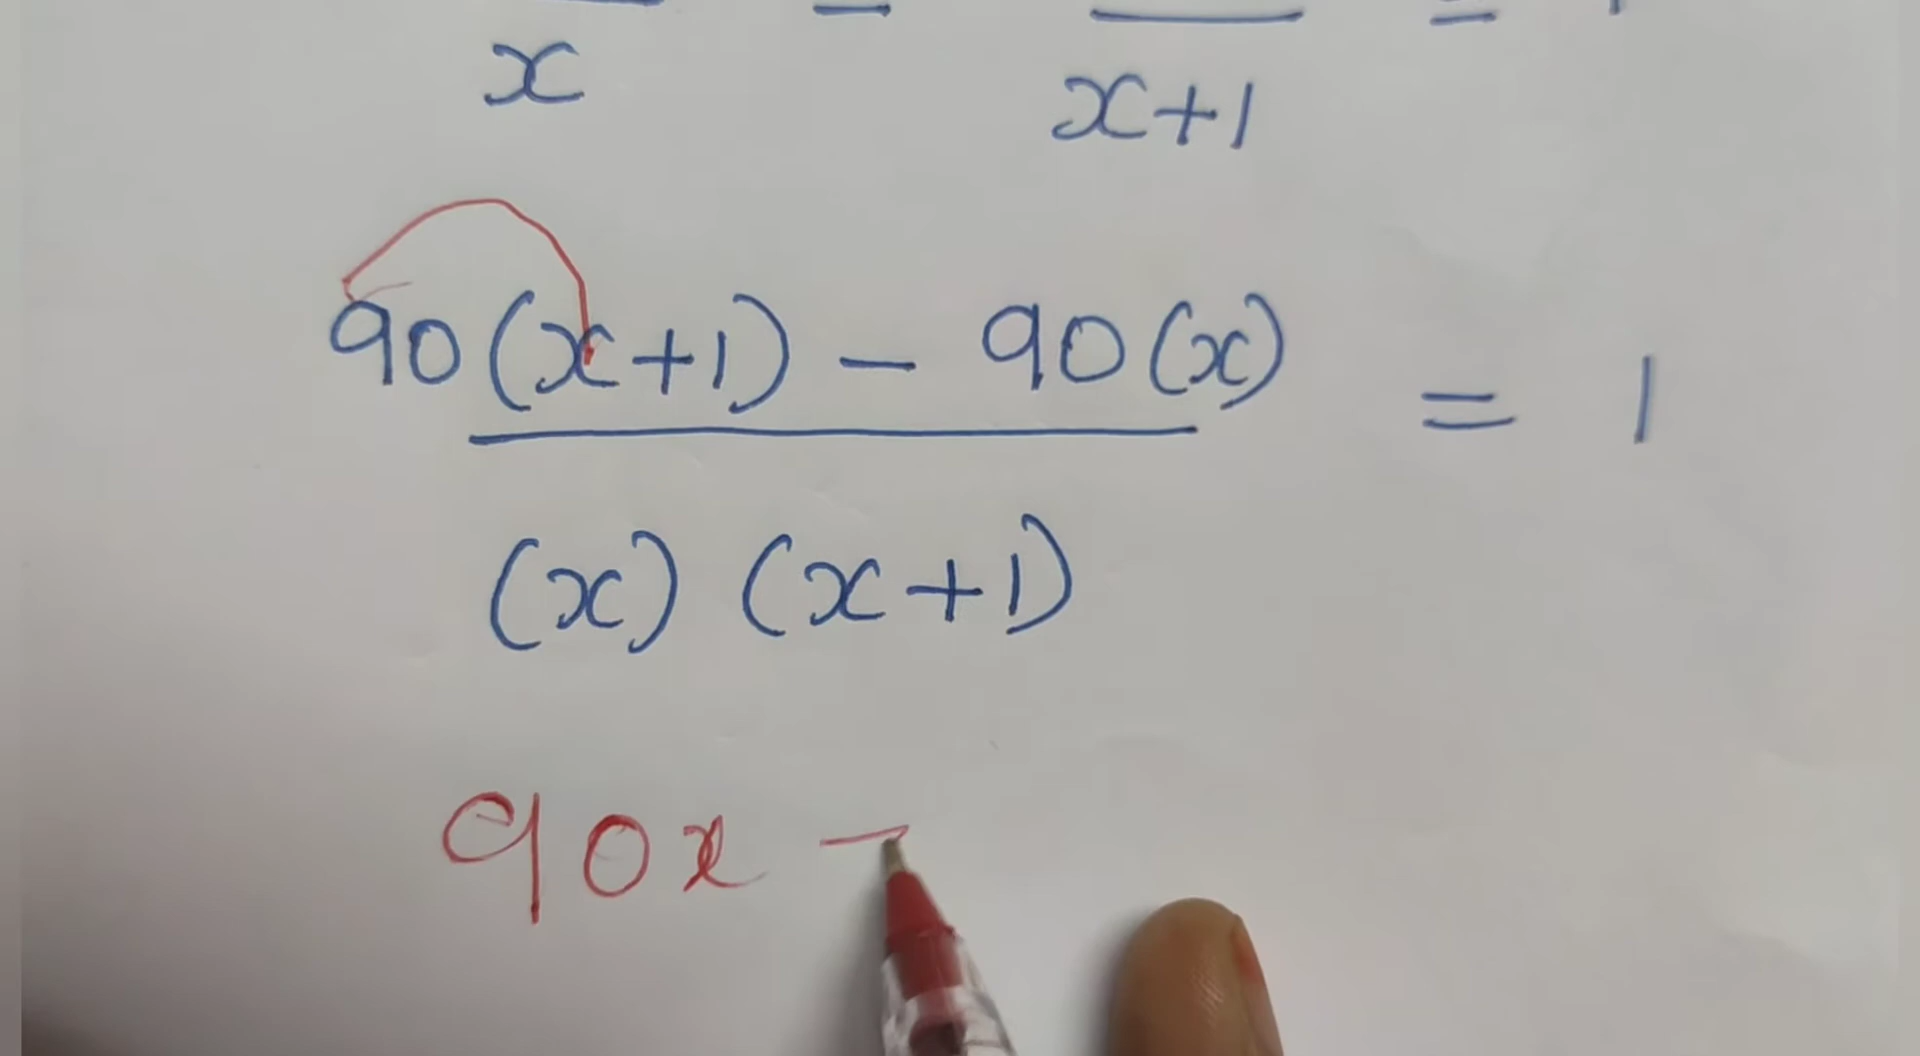 x x+1
90(x+1) - 90(x) = 1
(x) (x+1)
90x -